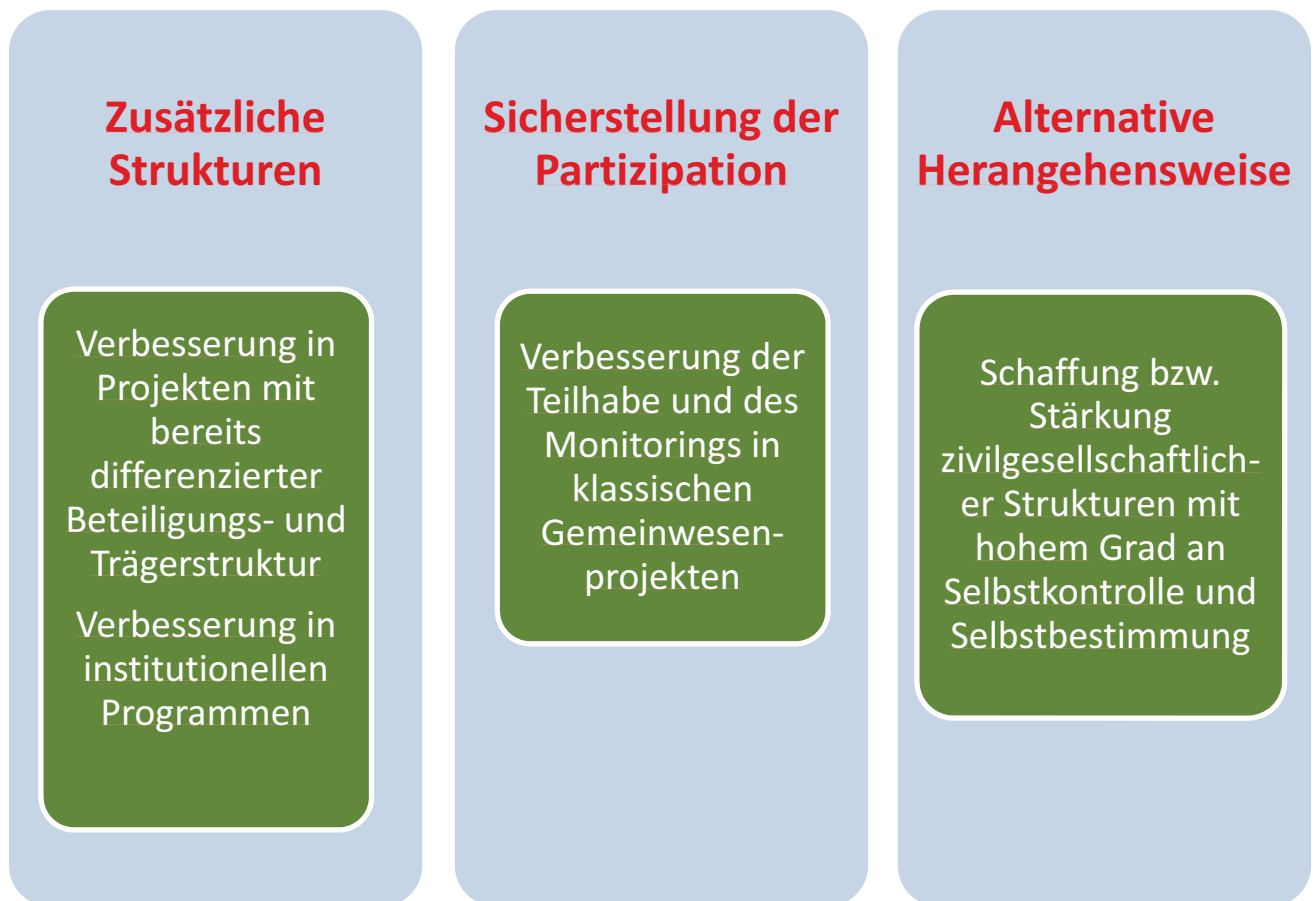 Zusätzliche
Strukturen
Verbesserung in
Projekten mit
bereits
differenzierter
Beteiligungs- und
Trägerstruktur
Verbesserung in
institutionellen
Programmen
Sicherstellung der
Partizipation
Verbesserung der
Teilhabe und des
Monitorings in
klassischen
Gemeinwesen-
projekten
Alternative
Herangehensweise
Schaffung bzw.
Stärkung
zivilgesellschaftlich-
er Strukturen mit
hohem Grad an
Selbstkontrolle und
Selbstbestimmung